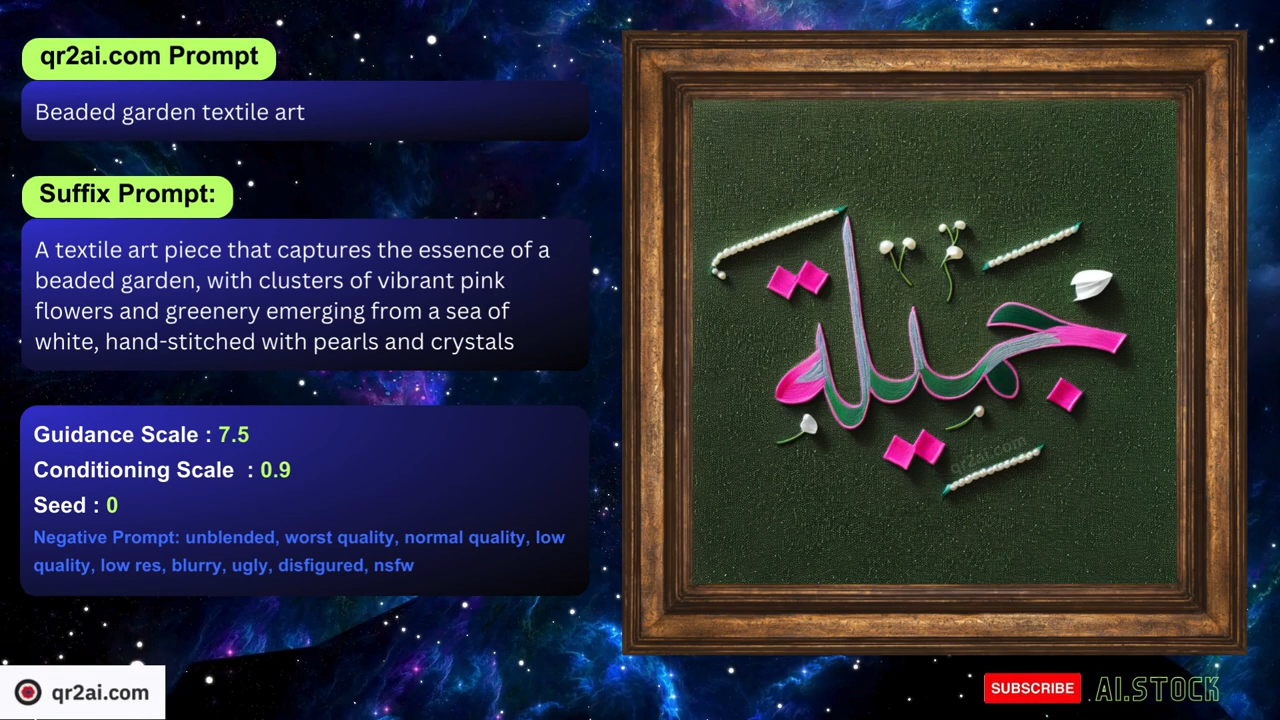 qr2ai.com Prompt
Beaded garden textile art
Suffix Prompt:
A textile art piece that captures the essence of a
beaded garden, with clusters of vibrant pink
flowers and greenery emerging from a sea of
white, hand-stitched with pearls and crystals
Guidance Scale : 7.5
Conditioning Scale : 0.9
Seed : 0
Negative Prompt: unblended, worst quality, normal quality, low
quality, low res, blurry, ugly, disfigured, nsfw
جميلة
qr2ai.com
qr2ai.com
SUBSCRIBE
AI.STOCK